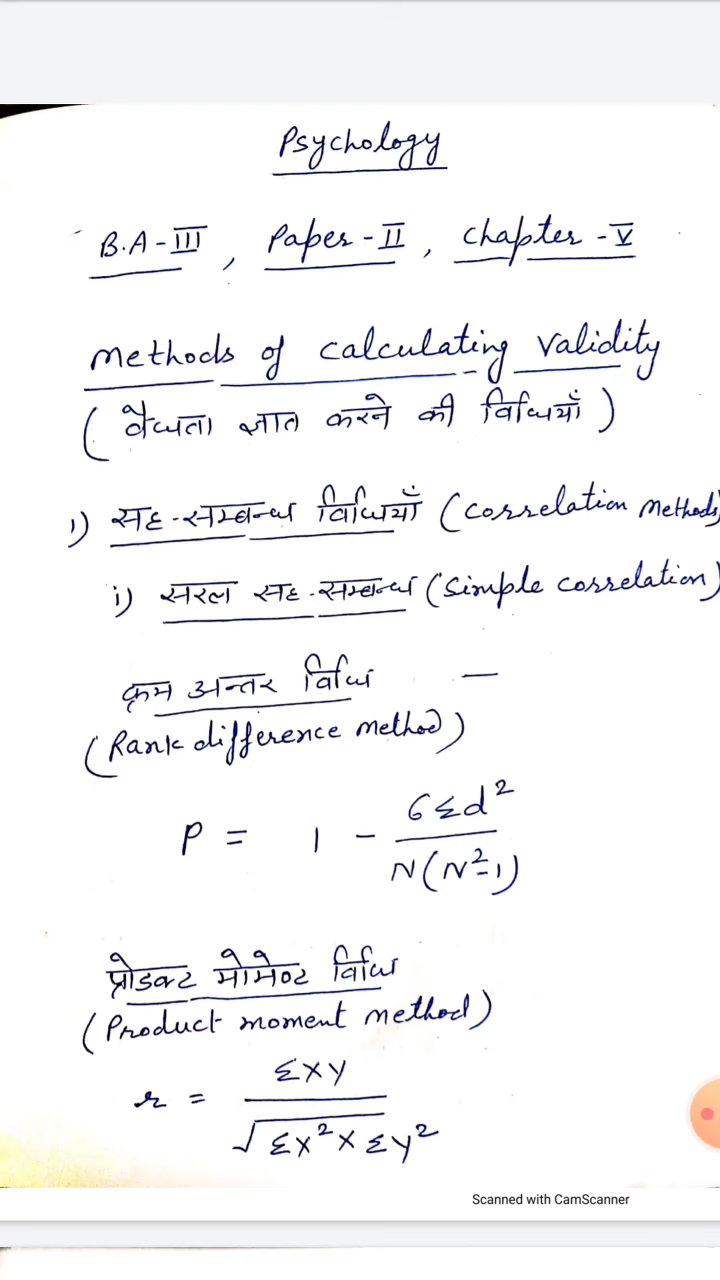 Psychology
B.A-III, Paper-II, Chapter-V
Methods of calculating Validity
(वैधता ज्ञात करने की विधियाँ)
1) सह-सम्बन्ध विधियाँ (Correlation Methods)
i) सरल सह-सम्बन्ध (Simple correlation)
क्रम अन्तर विधि —
(Rank difference method)
P = 1 - 6Σd²
N(N²-1)
प्रोडक्ट मोमेण्ट विधि
(Product moment method)
r = ΣXY
√ΣX² × ΣY²
Scanned with CamScanner